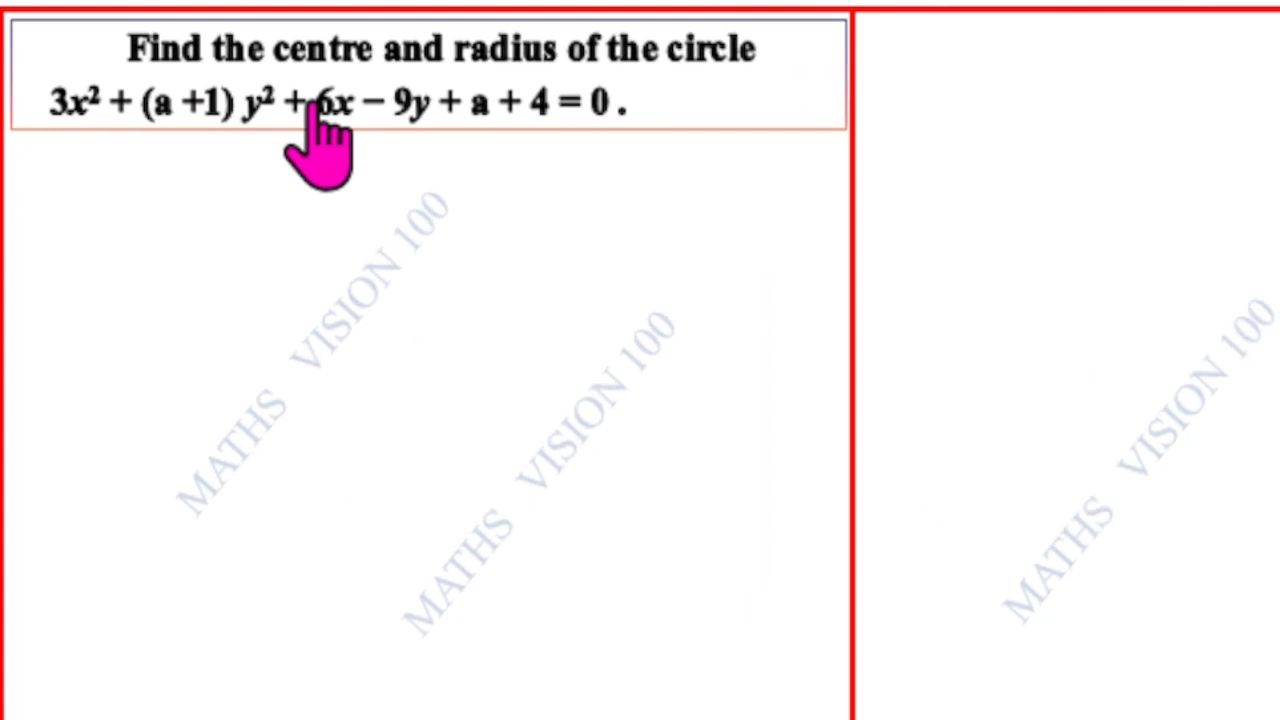 Find the centre and radius of the circle
3x² + (a +1) y² + 6x – 9y + a + 4 = 0 .
MATHS VISION 100
MATHS VISION 100
MATHS VISION 100